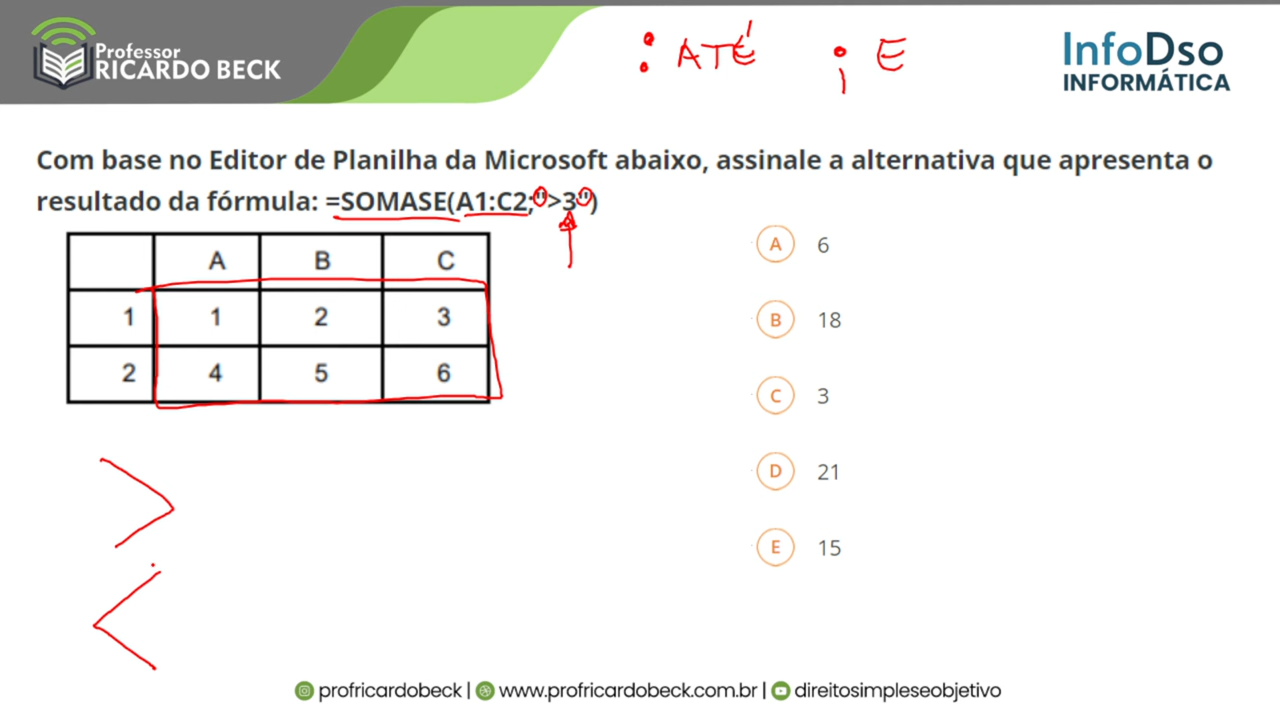 Professor
RICARDO BECK
: ATÉ ; E
InfoDso
INFORMÁTICA
Com base no Editor de Planilha da Microsoft abaixo, assinale a alternativa que apresenta o
resultado da fórmula: =SOMASE(A1:C2;">3")
A B C
1 1 2 3
2 4 5 6
A 6
B 18
C 3
D 21
E 15
>
<
profricardobeck | www.profricardobeck.com.br | direitosimpleseobjetivo